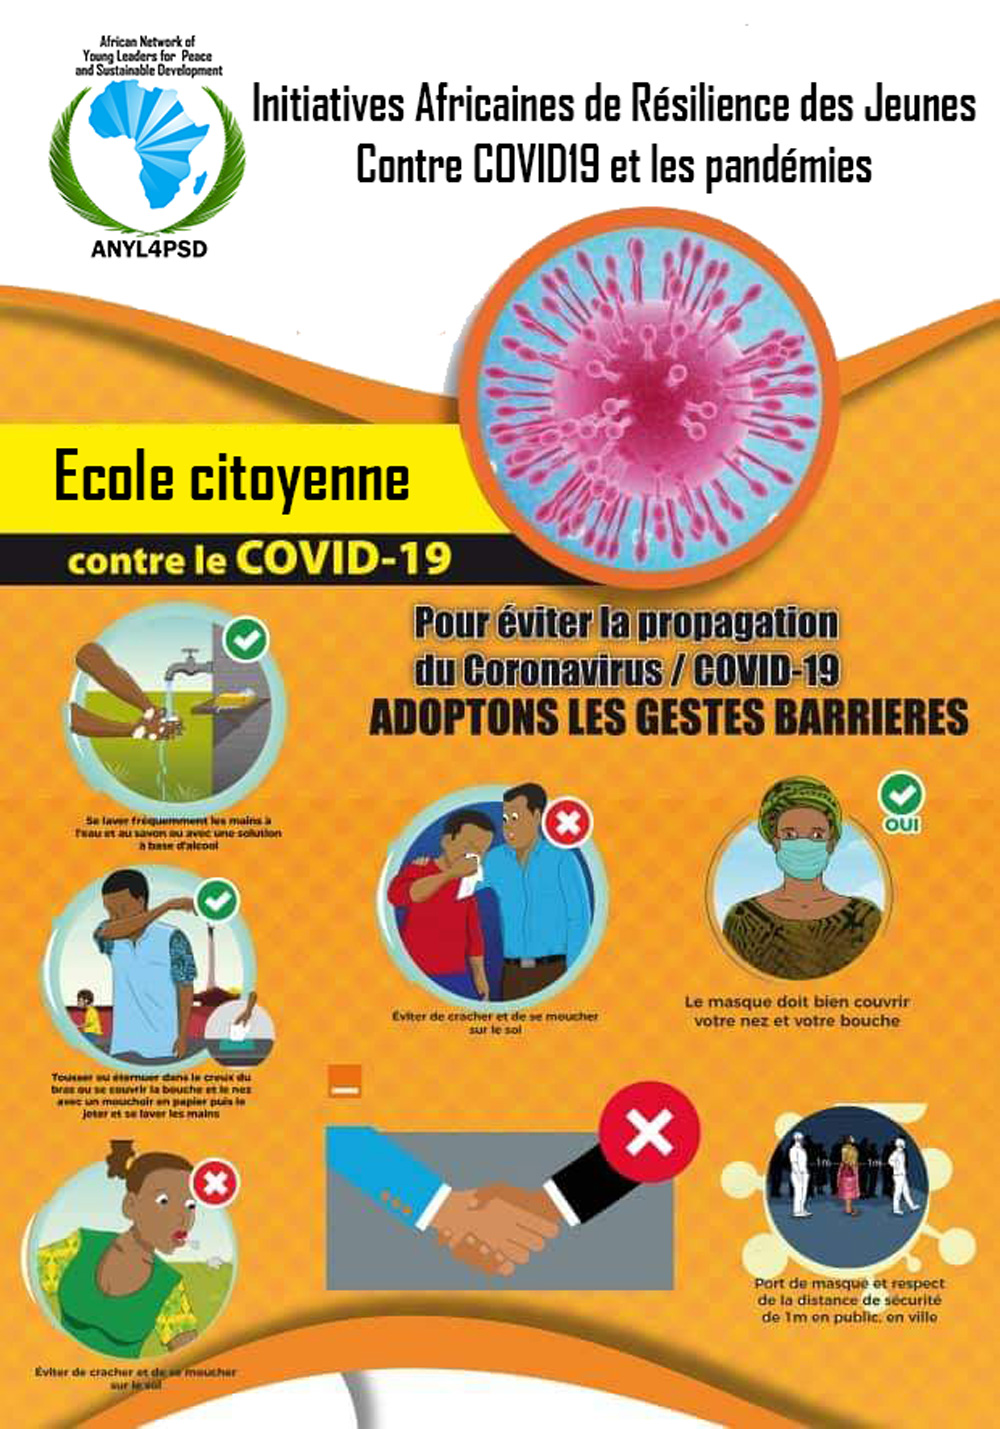 African Network of
Young Leaders for Peace
and Sustainable Development
ANYL4PSD
Initiatives Africaines de Résilience des Jeunes
Contre COVID19 et les pandémies
Ecole citoyenne
contre le COVID-19
Pour éviter la propagation
du Coronavirus / COVID-19
ADOPTONS LES GESTES BARRIERES
Se laver fréquemment les mains à
l'eau et au savon ou avec une solution
à base d'alcool
OUI
Éviter de cracher et de se moucher
sur le sol
Le masque doit bien couvrir
votre nez et votre bouche
Tousser ou éternuer dans le creux du
bras ou se couvrir la bouche et le nez
avec un mouchoir en papier puis le
jeter et se laver les mains
1m
1m
Port de masque et respect
de la distance de sécurité
de 1m en public, en ville
Éviter de cracher et de se moucher
sur le sol